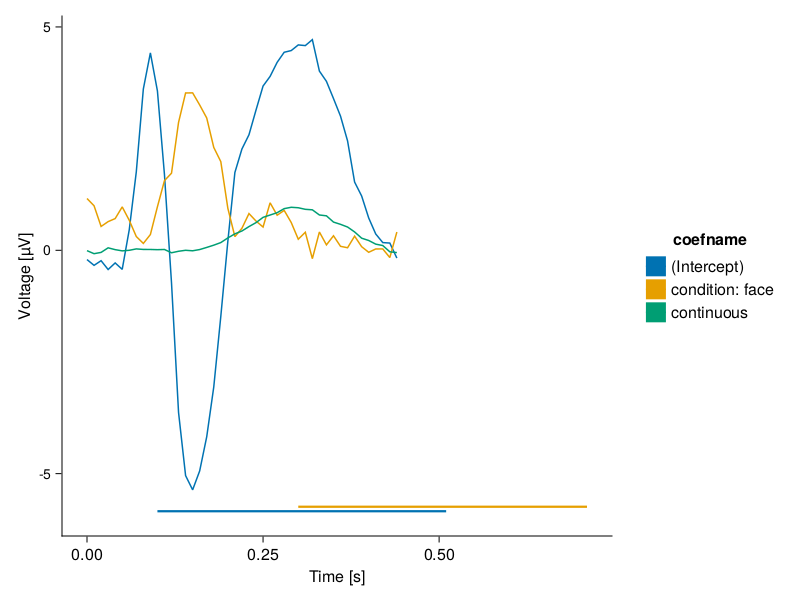 5
0
-5
Voltage [µV]
0.00
0.25
0.50
Time [s]
coefname
(Intercept)
condition: face
continuous